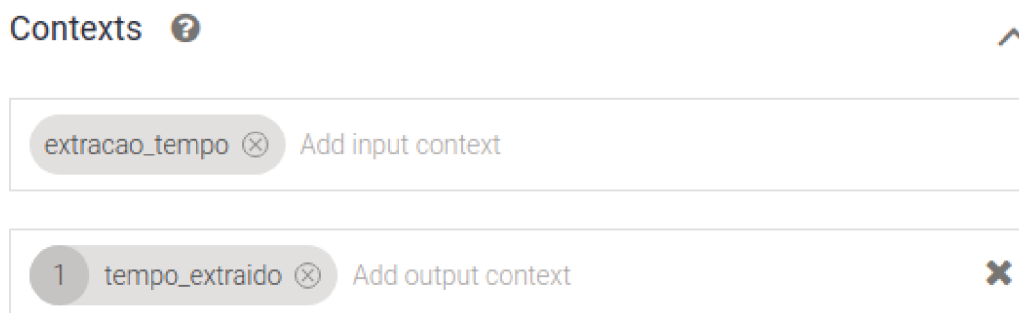 Contexts ?
extracao_tempo Add input context
1 tempo_extraido Add output context